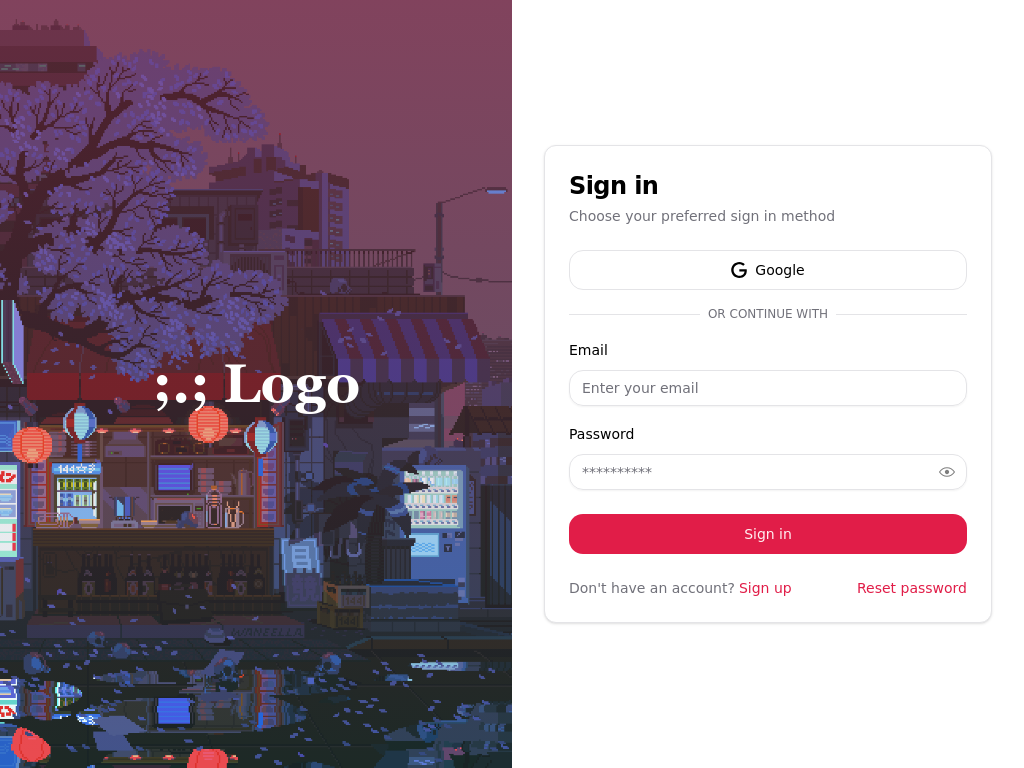 ;.; Logo
Sign in
Choose your preferred sign in method
Google
OR CONTINUE WITH
Email
Enter your email
Password
**********
Sign in
Don't have an account? Sign up
Reset password